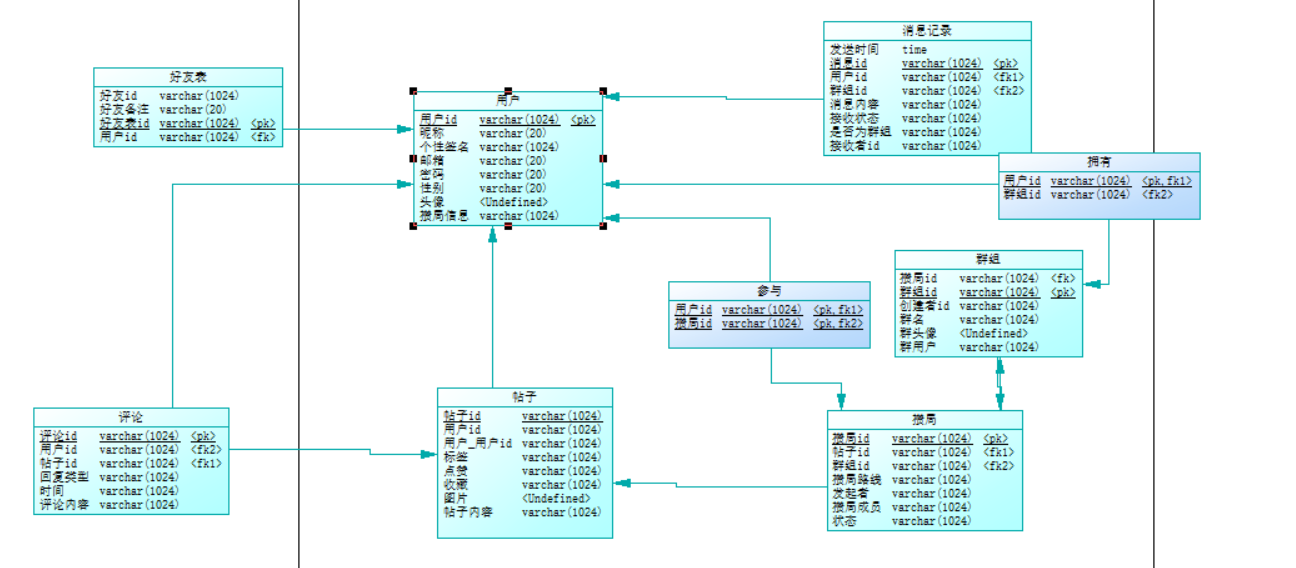 好友表
好友id varchar(1024)
好友备注 varchar(20)
好友表id varchar(1024) <pk>
用户id varchar(1024) <fk>
用户
用户id varchar(1024) <pk>
昵称 varchar(20)
个性签名 varchar(1024)
邮箱 varchar(20)
密码 varchar(20)
性别 varchar(20)
头像 <Undefined>
攒局信息 varchar(1024)
消息记录
发送时间 time
消息id varchar(1024) <pk>
用户id varchar(1024) <fk1>
群组id varchar(1024) <fk2>
消息内容 varchar(1024)
接收状态 varchar(1024)
是否为群组 varchar(1024)
接收者id varchar(1024)
拥有
用户id varchar(1024) <pk,fk1>
群组id varchar(1024) <fk2>
参与
用户id varchar(1024) <pk,fk1>
攒局id varchar(1024) <pk,fk2>
群组
攒局id varchar(1024) <fk>
群组id varchar(1024) <pk>
创建者id varchar(1024)
群名 varchar(1024)
群头像 <Undefined>
群用户 varchar(1024)
评论
评论id varchar(1024) <pk>
用户id varchar(1024) <fk2>
帖子id varchar(1024) <fk1>
回复类型 varchar(1024)
时间 varchar(1024)
评论内容 varchar(1024)
帖子
帖子id varchar(1024)
用户id varchar(1024)
用户_用户id varchar(1024)
标签 varchar(1024)
点赞 varchar(1024)
收藏 varchar(1024)
图片 <Undefined>
帖子内容 varchar(1024)
攒局
攒局id varchar(1024) <pk>
帖子id varchar(1024) <fk1>
群组id varchar(1024) <fk2>
攒局路线 varchar(1024)
发起者 varchar(1024)
攒局成员 varchar(1024)
状态 varchar(1024)